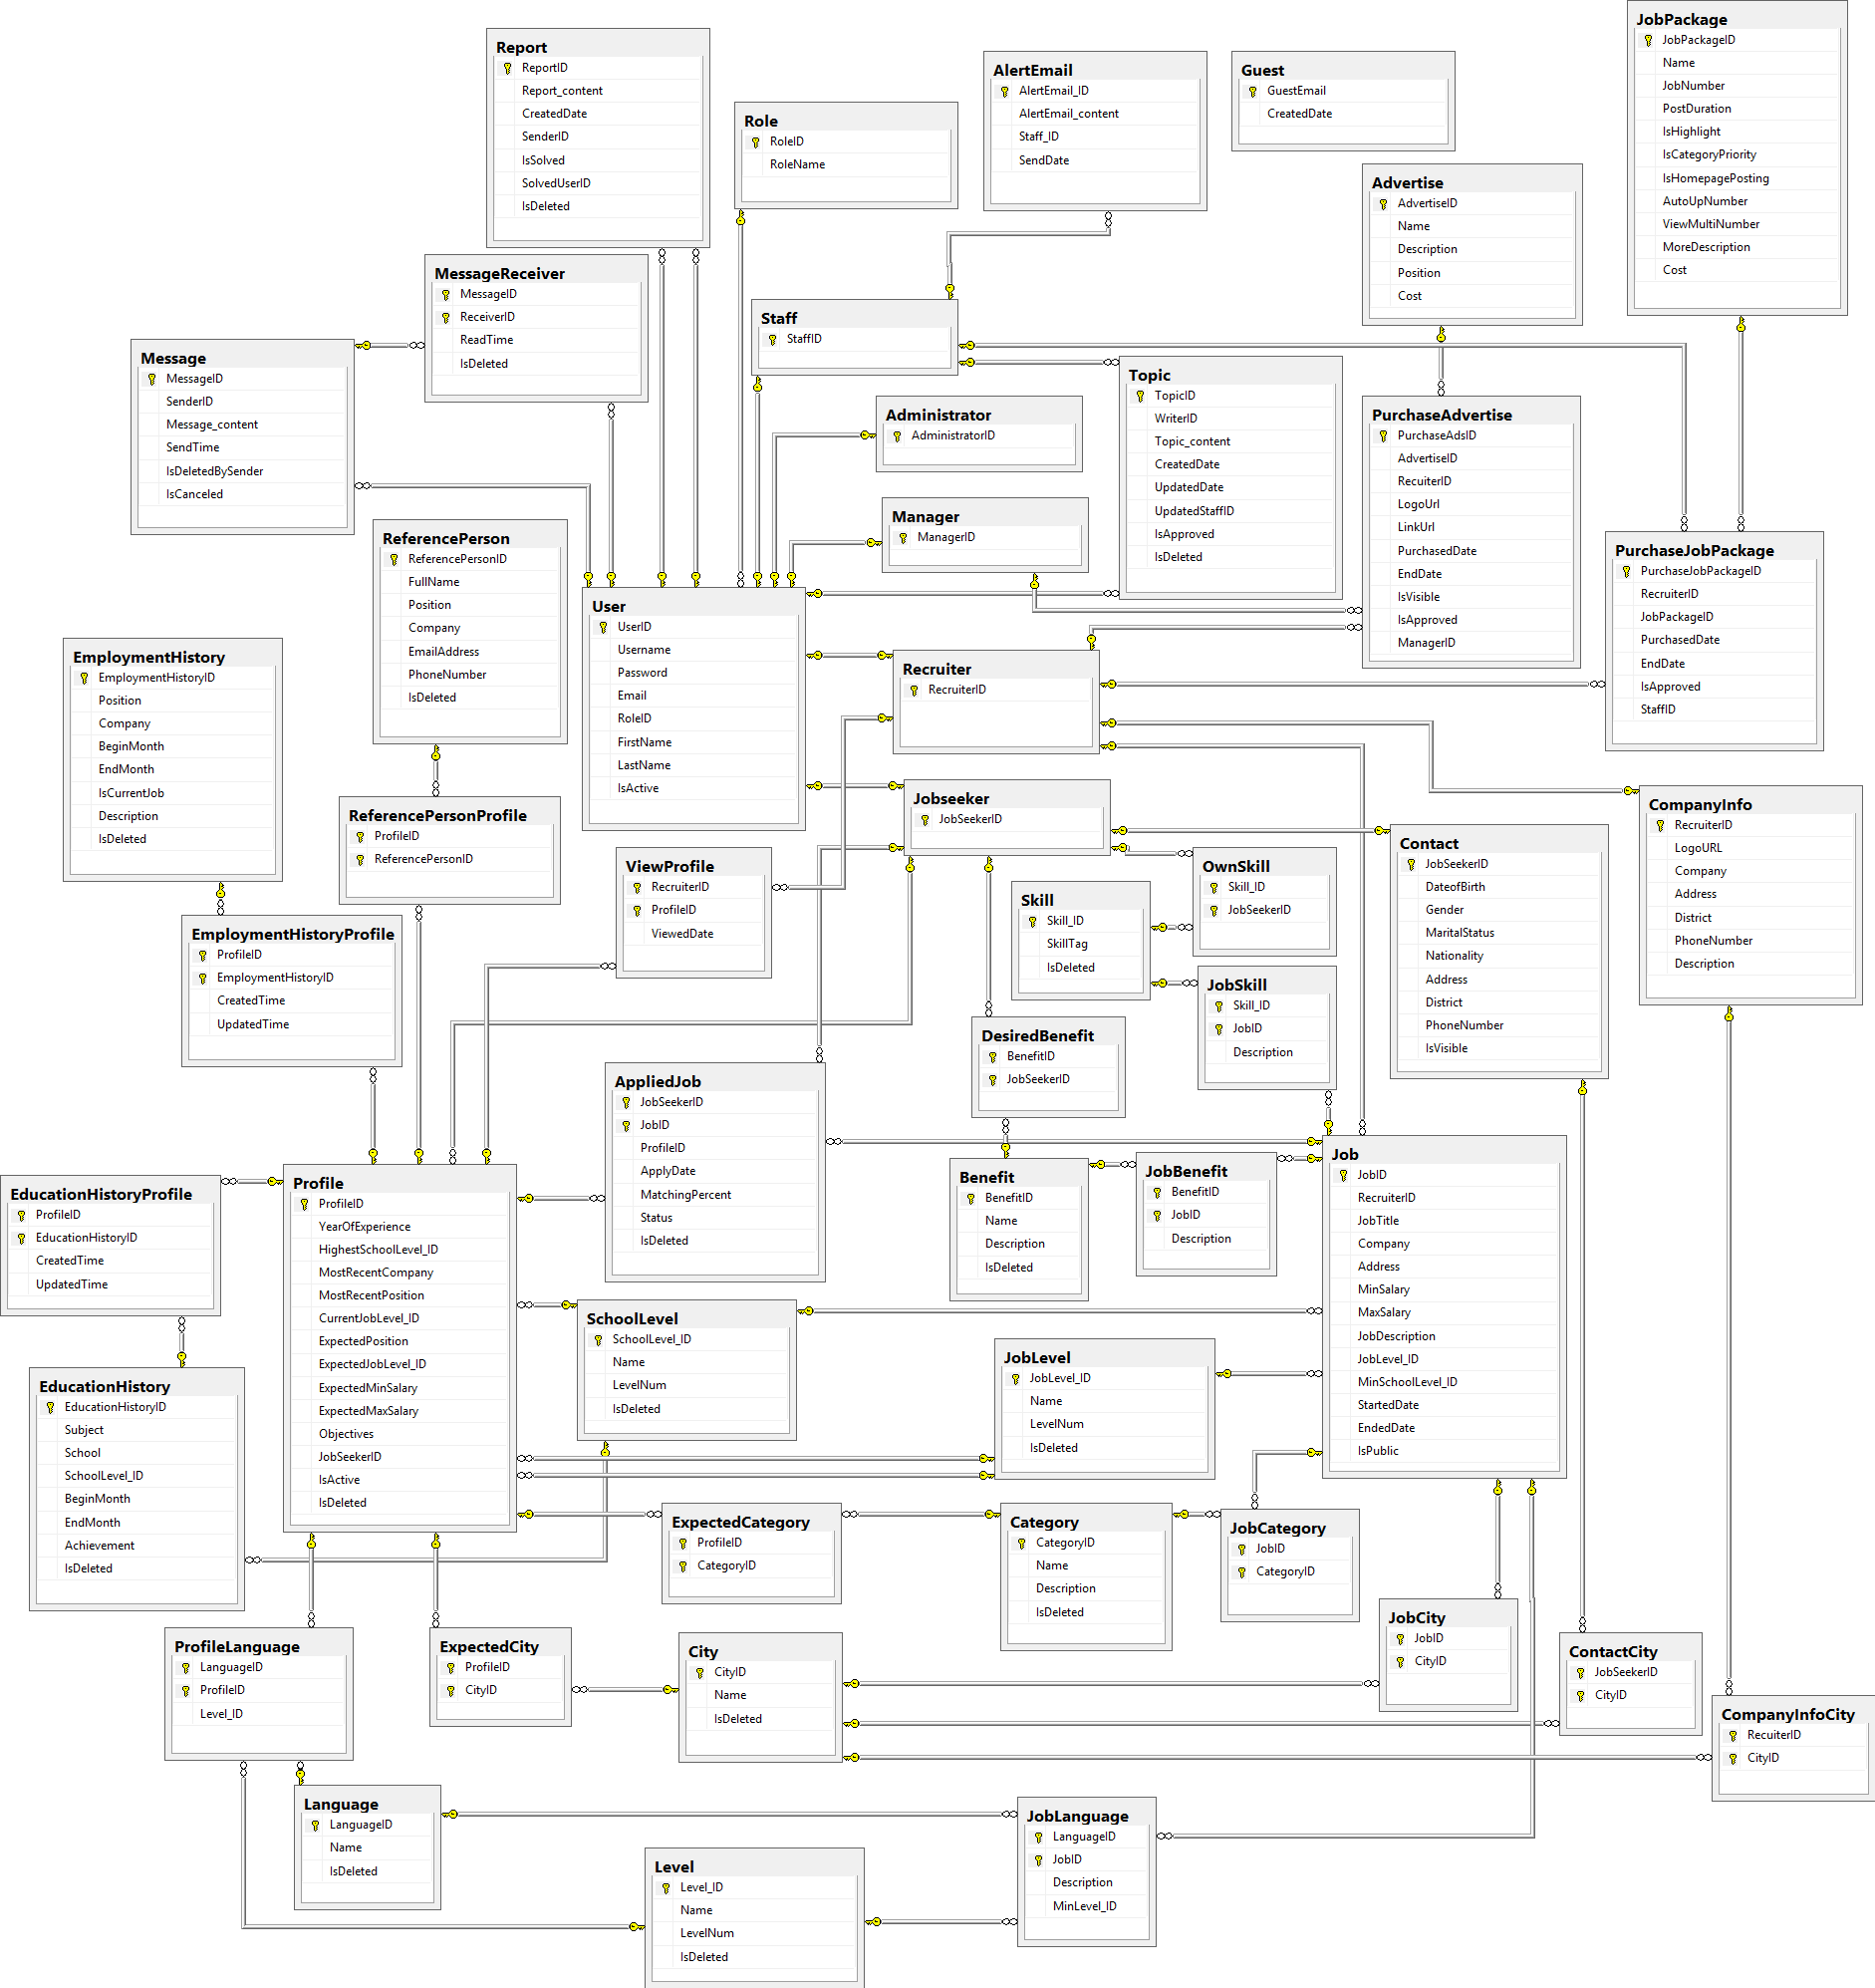 Report
ReportID
Report_content
CreatedDate
SenderID
IsSolved
SolvedUserID
IsDeleted
Role
RoleID
RoleName
AlertEmail
AlertEmail_ID
AlertEmail_content
Staff_ID
SendDate
Guest
GuestEmail
CreatedDate
JobPackage
JobPackageID
Name
JobNumber
PostDuration
IsHighlight
IsCategoryPriority
IsHomepagePosting
AutoUpNumber
ViewMultiNumber
MoreDescription
Cost
Advertise
AdvertiseID
Name
Description
Position
Cost
MessageReceiver
MessageID
ReceiverID
ReadTime
IsDeleted
Message
MessageID
SenderID
Message_content
SendTime
IsDeletedBySender
IsCanceled
Staff
StaffID
Administrator
AdministratorID
Manager
ManagerID
Topic
TopicID
WriterID
Topic_content
CreatedDate
UpdatedDate
UpdatedStaffID
IsApproved
IsDeleted
PurchaseAdvertise
PurchaseAdsID
AdvertiseID
RecuiterID
LogoUrl
LinkUrl
PurchasedDate
EndDate
IsVisible
IsApproved
ManagerID
PurchaseJobPackage
PurchaseJobPackageID
RecruiterID
JobPackageID
PurchasedDate
EndDate
IsApproved
StaffID
ReferencePerson
ReferencePersonID
FullName
Position
Company
EmailAddress
PhoneNumber
IsDeleted
User
UserID
Username
Password
Email
RoleID
FirstName
LastName
IsActive
EmploymentHistory
EmploymentHistoryID
Position
Company
BeginMonth
EndMonth
IsCurrentJob
Description
IsDeleted
Recruiter
RecruiterID
Jobseeker
JobSeekerID
ReferencePersonProfile
ProfileID
ReferencePersonID
CompanyInfo
RecruiterID
LogoURL
Company
Address
District
PhoneNumber
Description
Contact
JobSeekerID
DateofBirth
Gender
MaritalStatus
Nationality
Address
District
PhoneNumber
IsVisible
ViewProfile
RecruiterID
ProfileID
ViewedDate
OwnSkill
Skill_ID
JobSeekerID
Skill
Skill_ID
SkillTag
IsDeleted
EmploymentHistoryProfile
ProfileID
EmploymentHistoryID
CreatedTime
UpdatedTime
JobSkill
Skill_ID
JobID
Description
DesiredBenefit
BenefitID
JobSeekerID
AppliedJob
JobSeekerID
JobID
ProfileID
ApplyDate
MatchingPercent
Status
IsDeleted
Benefit
BenefitID
Name
Description
IsDeleted
JobBenefit
BenefitID
JobID
Description
Job
JobID
RecruiterID
JobTitle
Company
Address
MinSalary
MaxSalary
JobDescription
JobLevel_ID
MinSchoolLevel_ID
StartedDate
EndedDate
IsPublic
EducationHistoryProfile
ProfileID
EducationHistoryID
CreatedTime
UpdatedTime
Profile
ProfileID
YearOfExperience
HighestSchoolLevel_ID
MostRecentCompany
MostRecentPosition
CurrentJobLevel_ID
ExpectedPosition
ExpectedJobLevel_ID
ExpectedMinSalary
ExpectedMaxSalary
Objectives
JobSeekerID
IsActive
IsDeleted
SchoolLevel
SchoolLevel_ID
Name
LevelNum
IsDeleted
JobLevel
JobLevel_ID
Name
LevelNum
IsDeleted
EducationHistory
EducationHistoryID
Subject
School
SchoolLevel_ID
BeginMonth
EndMonth
Achievement
IsDeleted
ExpectedCategory
ProfileID
CategoryID
Category
CategoryID
Name
Description
IsDeleted
JobCategory
JobID
CategoryID
JobCity
JobID
CityID
ProfileLanguage
LanguageID
ProfileID
Level_ID
ExpectedCity
ProfileID
CityID
City
CityID
Name
IsDeleted
ContactCity
JobSeekerID
CityID
CompanyInfoCity
RecuiterID
CityID
Language
LanguageID
Name
IsDeleted
JobLanguage
LanguageID
JobID
Description
MinLevel_ID
Level
Level_ID
Name
LevelNum
IsDeleted